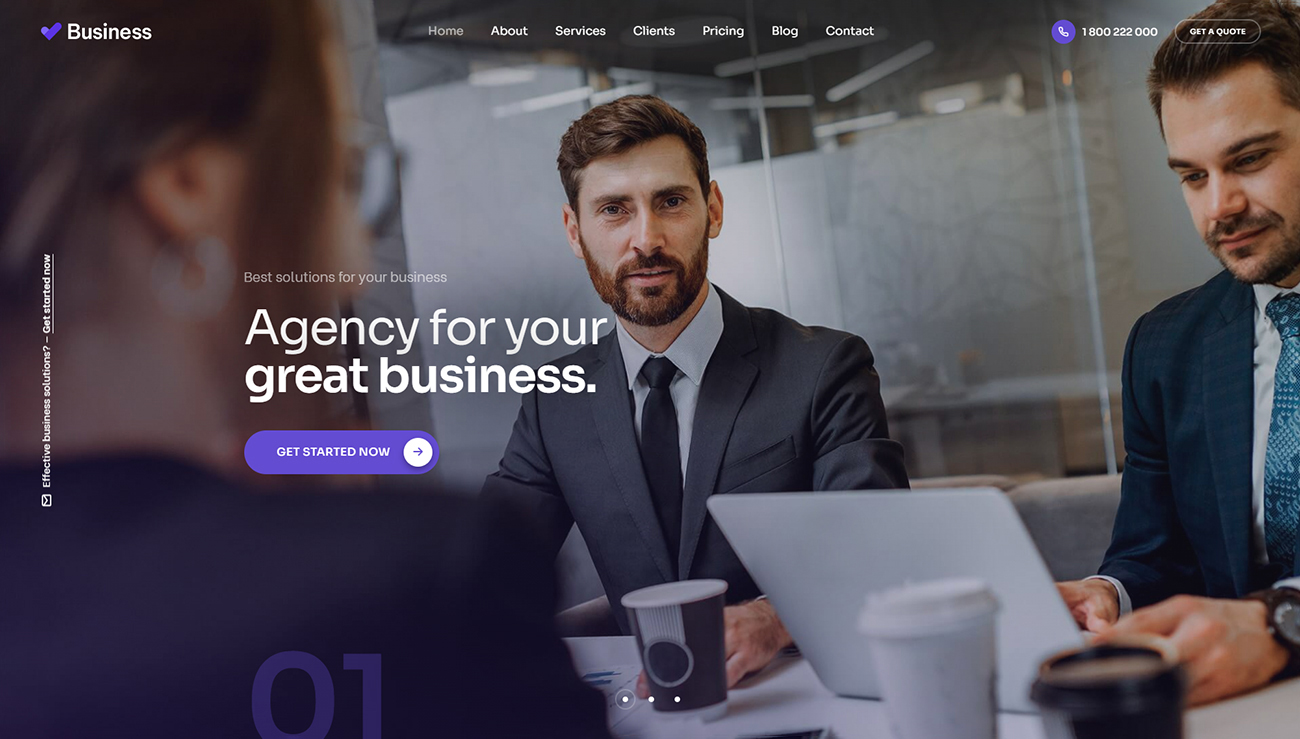 Business
Home
About
Services
Clients
Pricing
Blog
Contact
1 800 222 000
GET A QUOTE
Effective business solutions? – Get started now
Best solutions for your business
Agency for your
great business.
GET STARTED NOW
01